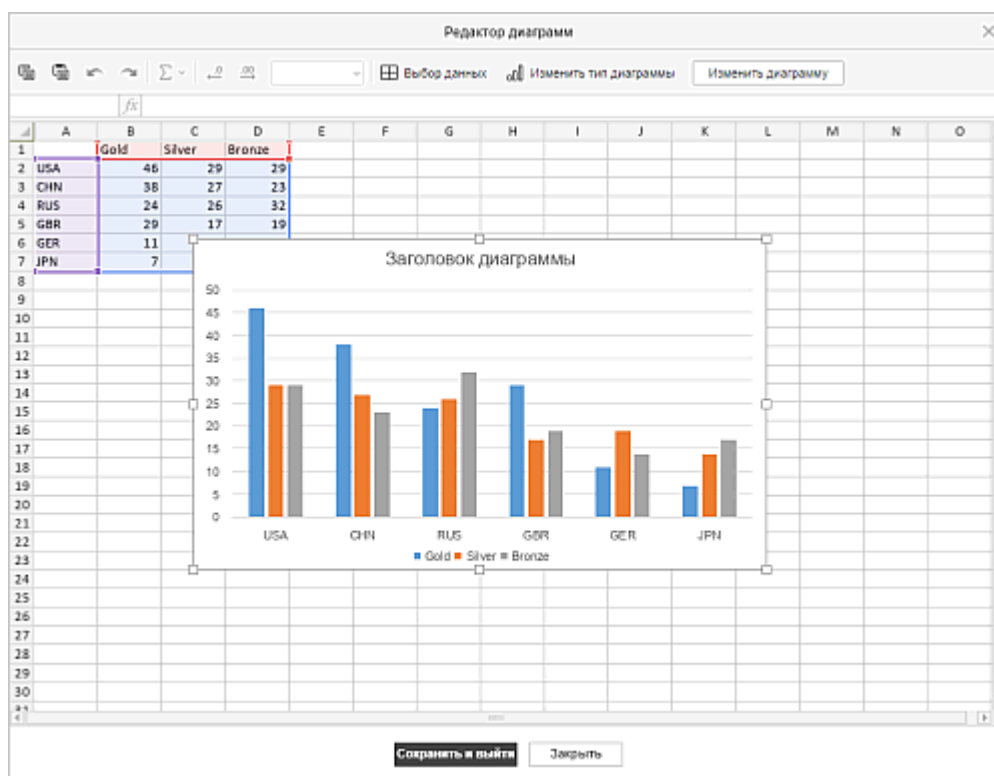 Редактор диаграмм
Выбор данных Изменить тип диаграммы Изменить диаграмму
fx
A B C D E F G H I J K L M N O
1 Gold Silver Bronze
2 USA 46 29 29
3 CHN 38 27 23
4 RUS 24 26 32
5 GBR 29 17 19
6 GER 11
7 JPN 7
8
9
10
11
12
13
14
15
16
17
18
19
20
21
22
23
24
25
26
27
28
29
30
31
Заголовок диаграммы
50
45
40
35
30
25
20
15
10
5
0
USA CHN RUS GBR GER JPN
Gold Silver Bronze
Сохранить и выйти Закрыть